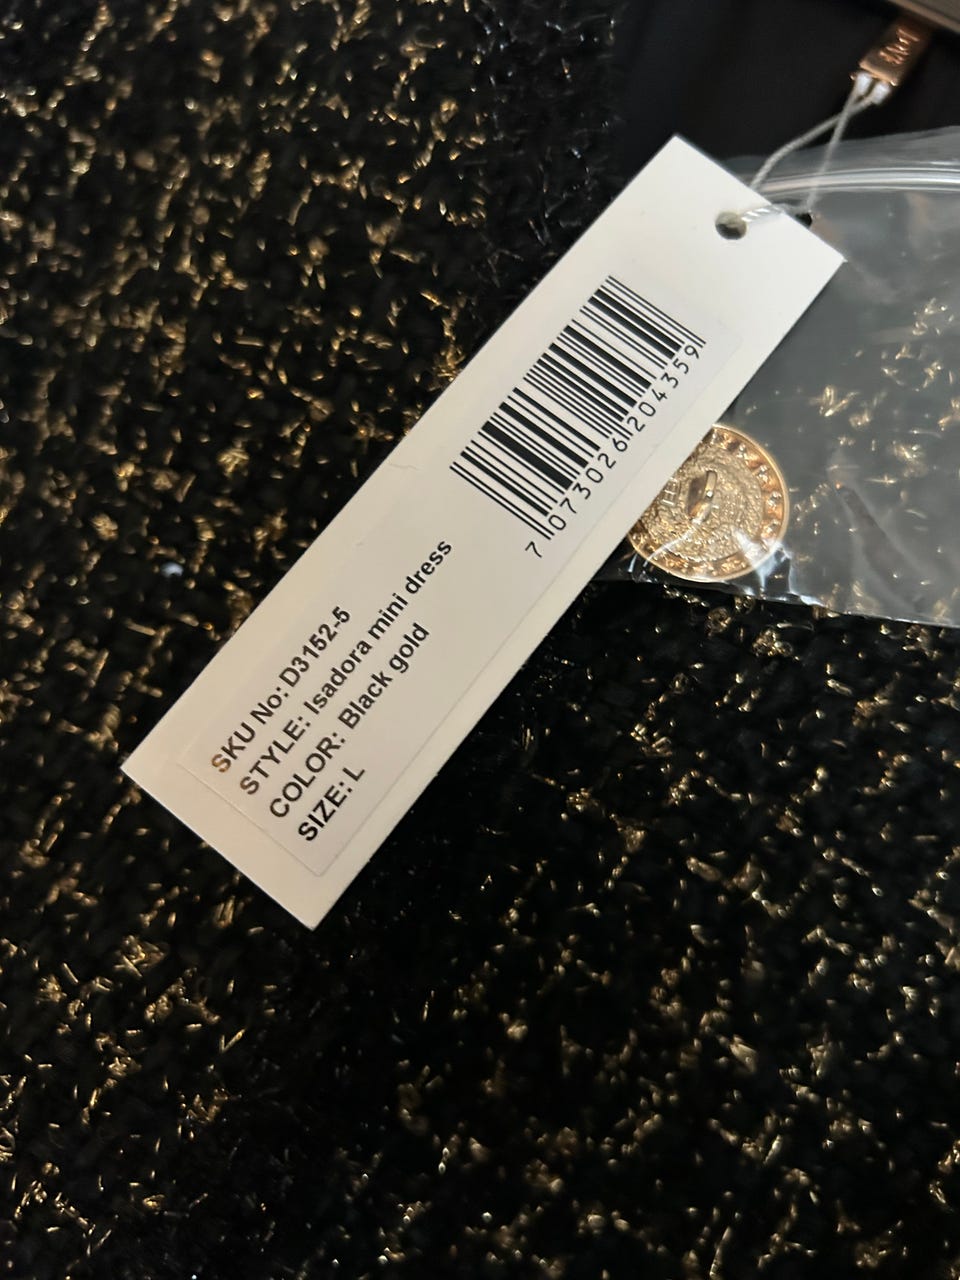 7 073026 204359
SKU No: D3152-5
STYLE: Isadora mini dress
COLOR: Black gold
SIZE: L